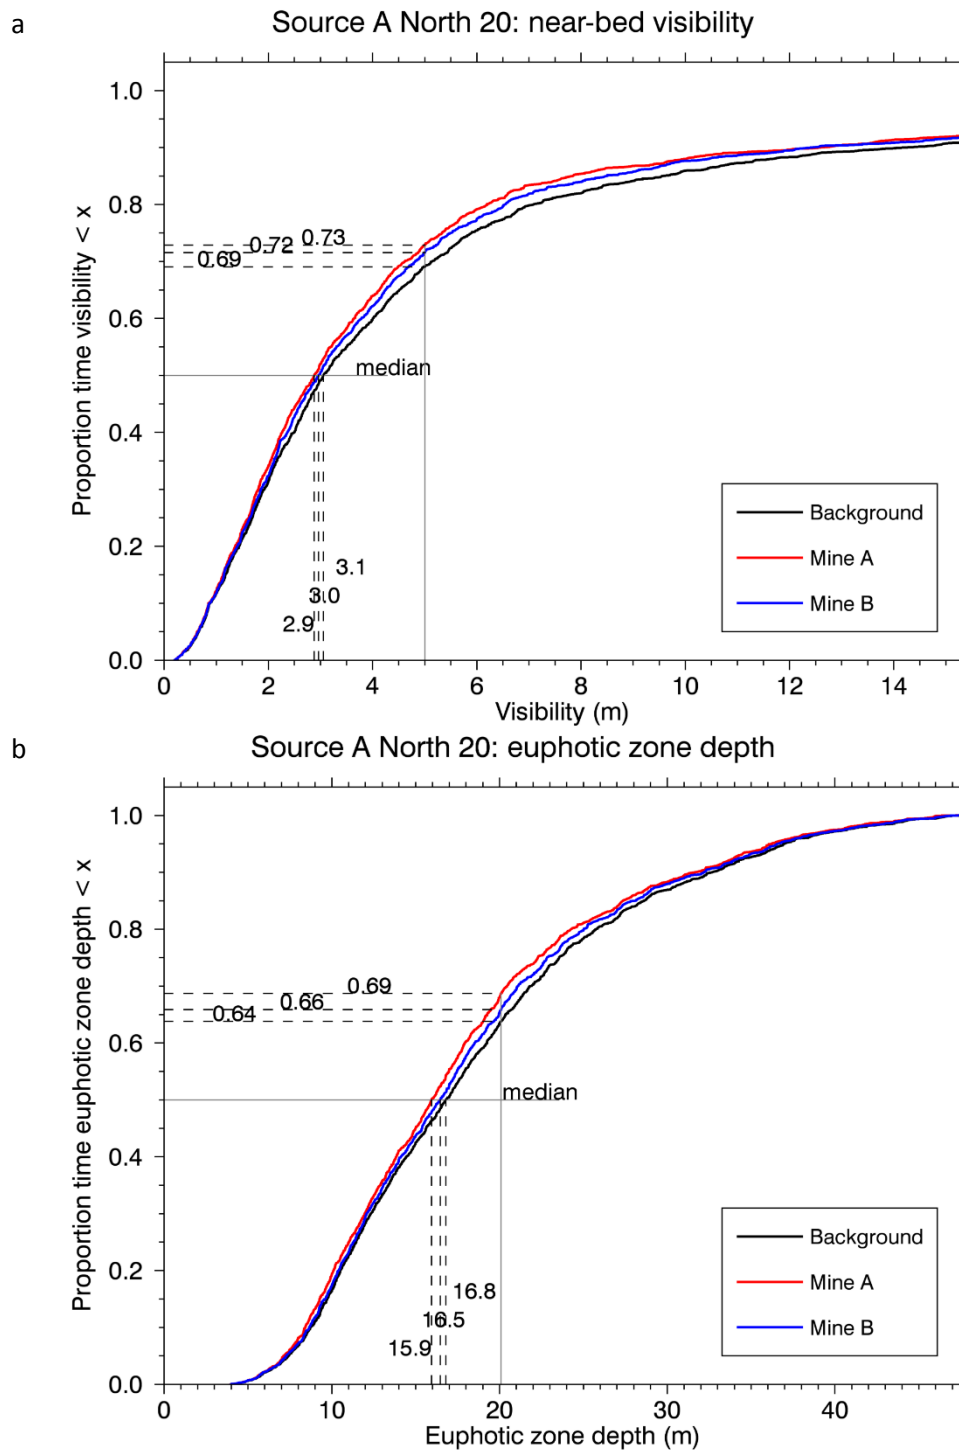 a
Source A North 20: near-bed visibility
Proportion time visibility < x
1.0
0.8
0.6
0.4
0.2
0.0
0.73
0.72
0.69
median
3.1
3.0
2.9
Background
Mine A
Mine B
0 2 4 6 8 10 12 14
Visibility (m)
b
Source A North 20: euphotic zone depth
Proportion time euphotic zone depth < x
1.0
0.8
0.6
0.4
0.2
0.0
0.69
0.66
0.64
median
16.8
16.5
15.9
Background
Mine A
Mine B
0 10 20 30 40
Euphotic zone depth (m)